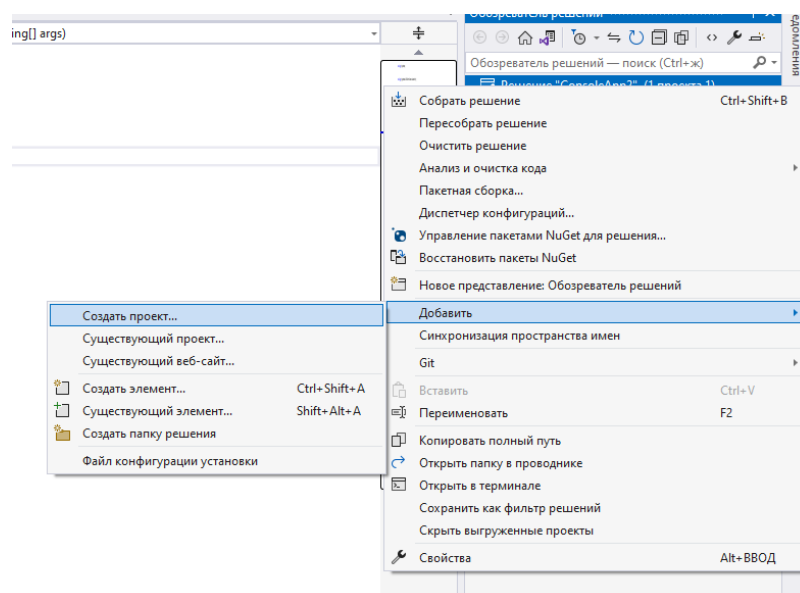 Обозреватель решений
ing[] args)
Обозреватель решений — поиск (Ctrl+ж)
Решение "ConsoleApp2" (1 проекта 1)
Собрать решение Ctrl+Shift+B
Пересобрать решение
Очистить решение
Анализ и очистка кода
Пакетная сборка...
Диспетчер конфигураций...
Управление пакетами NuGet для решения...
Восстановить пакеты NuGet
Новое представление: Обозреватель решений
Добавить
Синхронизация пространства имен
Git
Вставить Ctrl+V
Переименовать F2
Копировать полный путь
Открыть папку в проводнике
Открыть в терминале
Сохранить как фильтр решений
Скрыть выгруженные проекты
Свойства Alt+ВВОД
Создать проект...
Существующий проект...
Существующий веб-сайт...
Создать элемент... Ctrl+Shift+A
Существующий элемент... Shift+Alt+A
Создать папку решения
Файл конфигурации установки